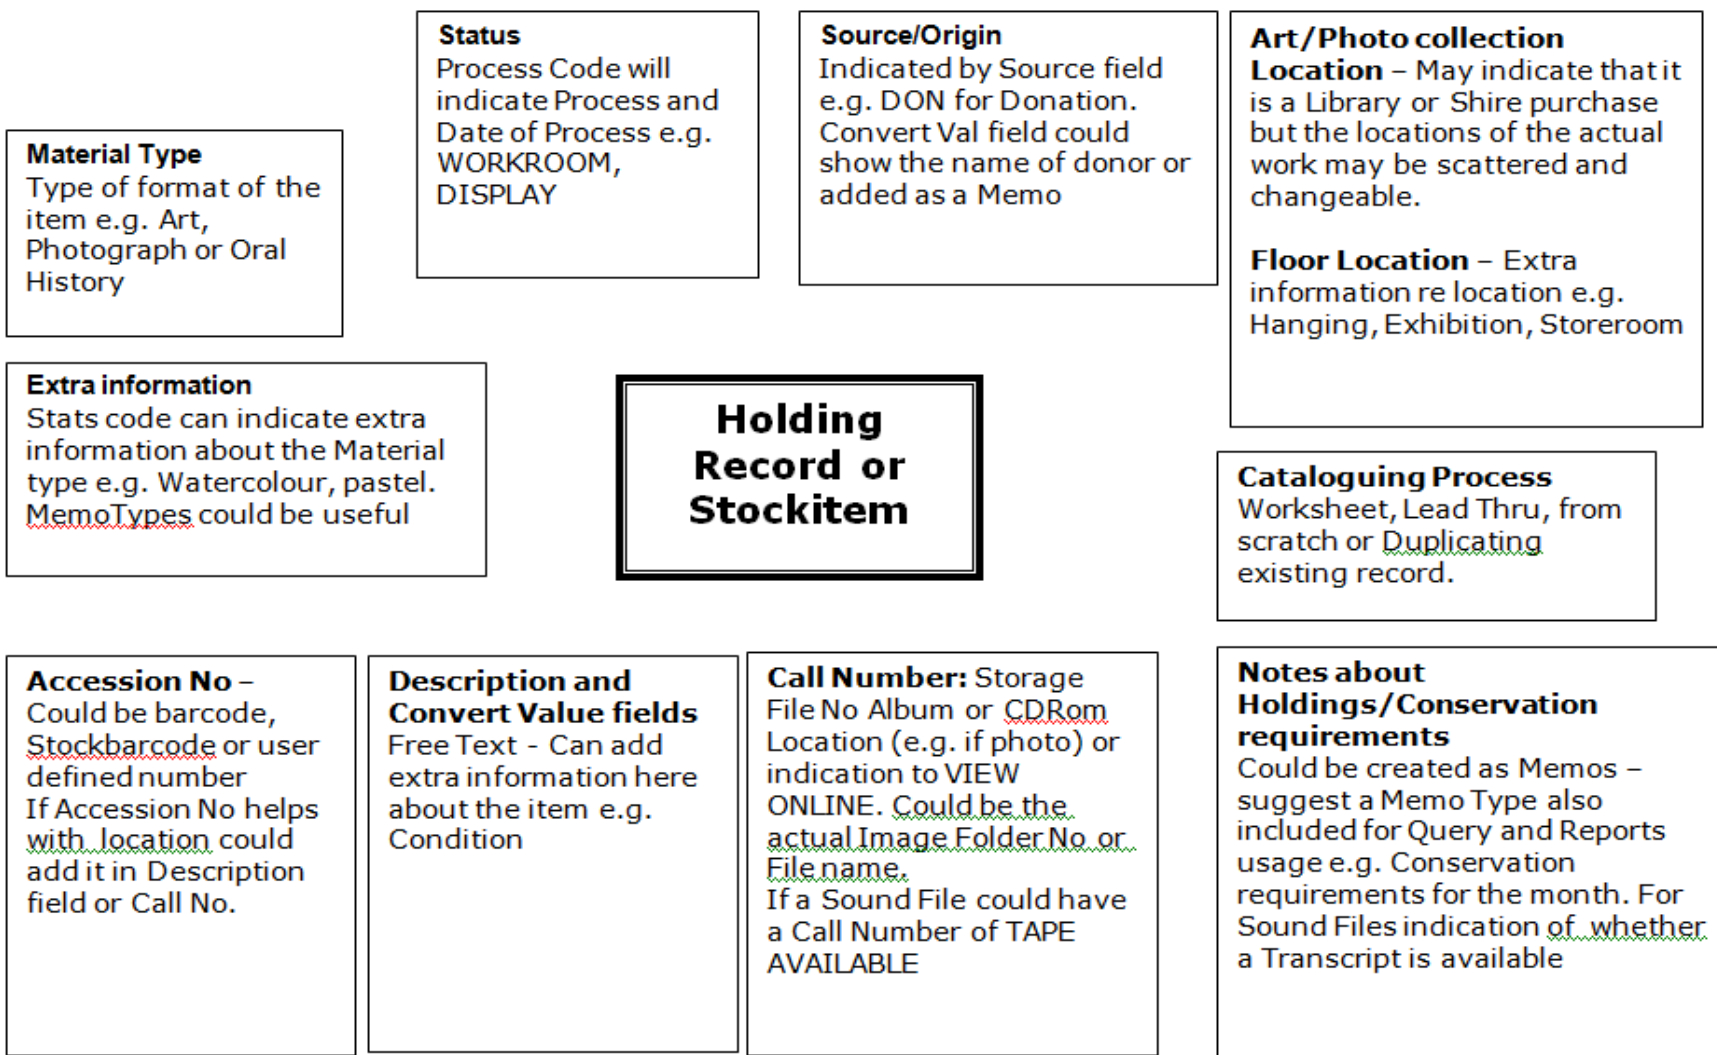 Status
Process Code will
indicate Process and
Date of Process e.g.
WORKROOM,
DISPLAY
Source/Origin
Indicated by Source field
e.g. DON for Donation.
Convert Val field could
show the name of donor or
added as a Memo
Art/Photo collection
Location – May indicate that it
is a Library or Shire purchase
but the locations of the actual
work may be scattered and
changeable.
Floor Location – Extra
information re location e.g.
Hanging, Exhibition, Storeroom
Material Type
Type of format of the
item e.g. Art,
Photograph or Oral
History
Extra information
Stats code can indicate extra
information about the Material
type e.g. Watercolour, pastel.
MemoTypes could be useful
Holding
Record or
Stockitem
Cataloguing Process
Worksheet, Lead Thru, from
scratch or Duplicating
existing record.
Accession No –
Could be barcode,
Stockbarcode or user
defined number
If Accession No helps
with location could
add it in Description
field or Call No.
Description and
Convert Value fields
Free Text - Can add
extra information here
about the item e.g.
Condition
Call Number: Storage
File No Album or CDRom
Location (e.g. if photo) or
indication to VIEW
ONLINE. Could be the
actual Image Folder No or
File name.
If a Sound File could have
a Call Number of TAPE
AVAILABLE
Notes about
Holdings/Conservation
requirements
Could be created as Memos –
suggest a Memo Type also
included for Query and Reports
usage e.g. Conservation
requirements for the month. For
Sound Files indication of whether
a Transcript is available